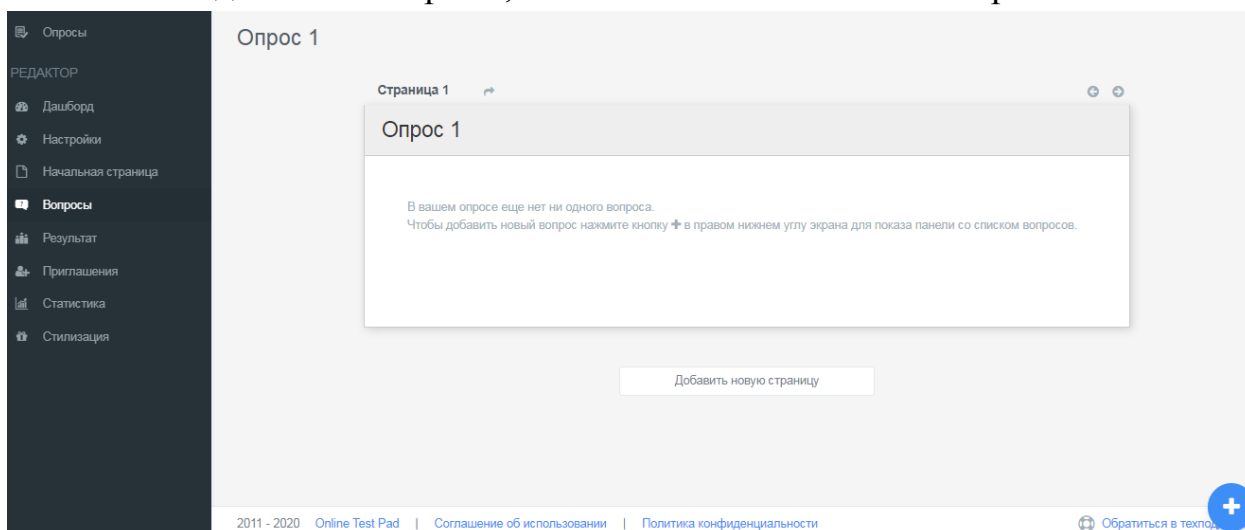 Опросы
РЕДАКТОР
Дашборд
Настройки
Начальная страница
Вопросы
Результат
Приглашения
Статистика
Стилизация
Опрос 1
Страница 1
Опрос 1
В вашем опросе еще нет ни одного вопроса.
Чтобы добавить новый вопрос нажмите кнопку + в правом нижнем углу экрана для показа панели со списком вопросов.
Добавить новую страницу
2011 - 2020 Online Test Pad | Соглашение об использовании | Политика конфиденциальности
Обратиться в